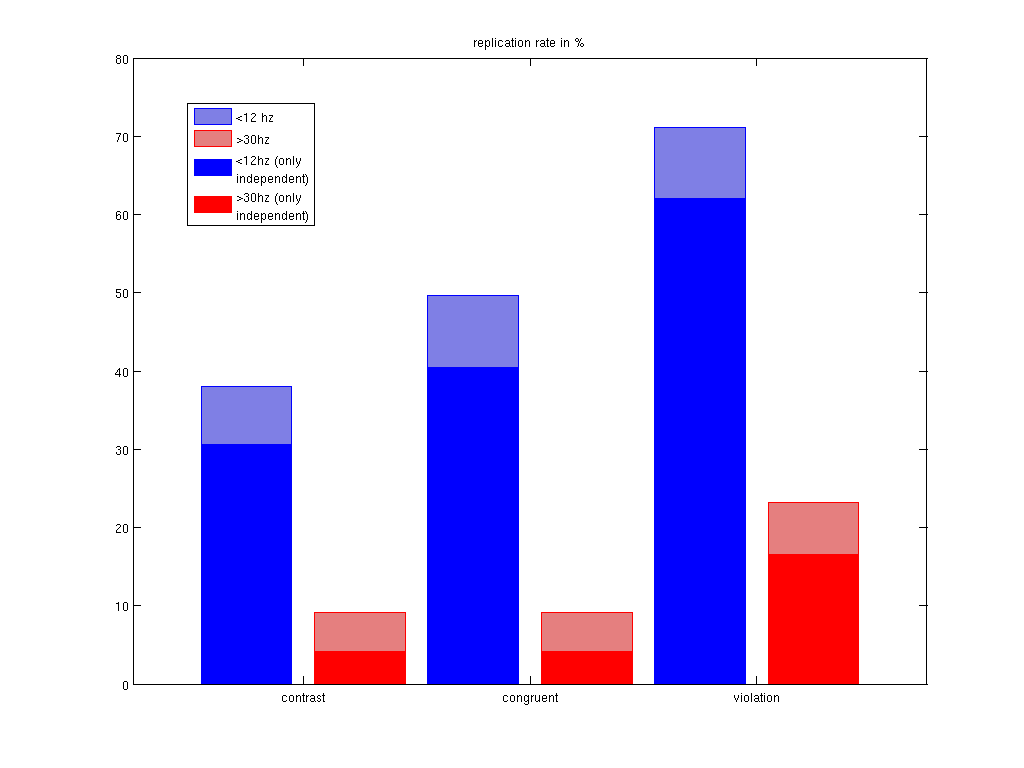 replication rate in %
80
70
60
50
40
30
20
10
0
<12 hz
>30hz
<12hz (only
independent)
>30hz (only
independent)
contrast
congruent
violation